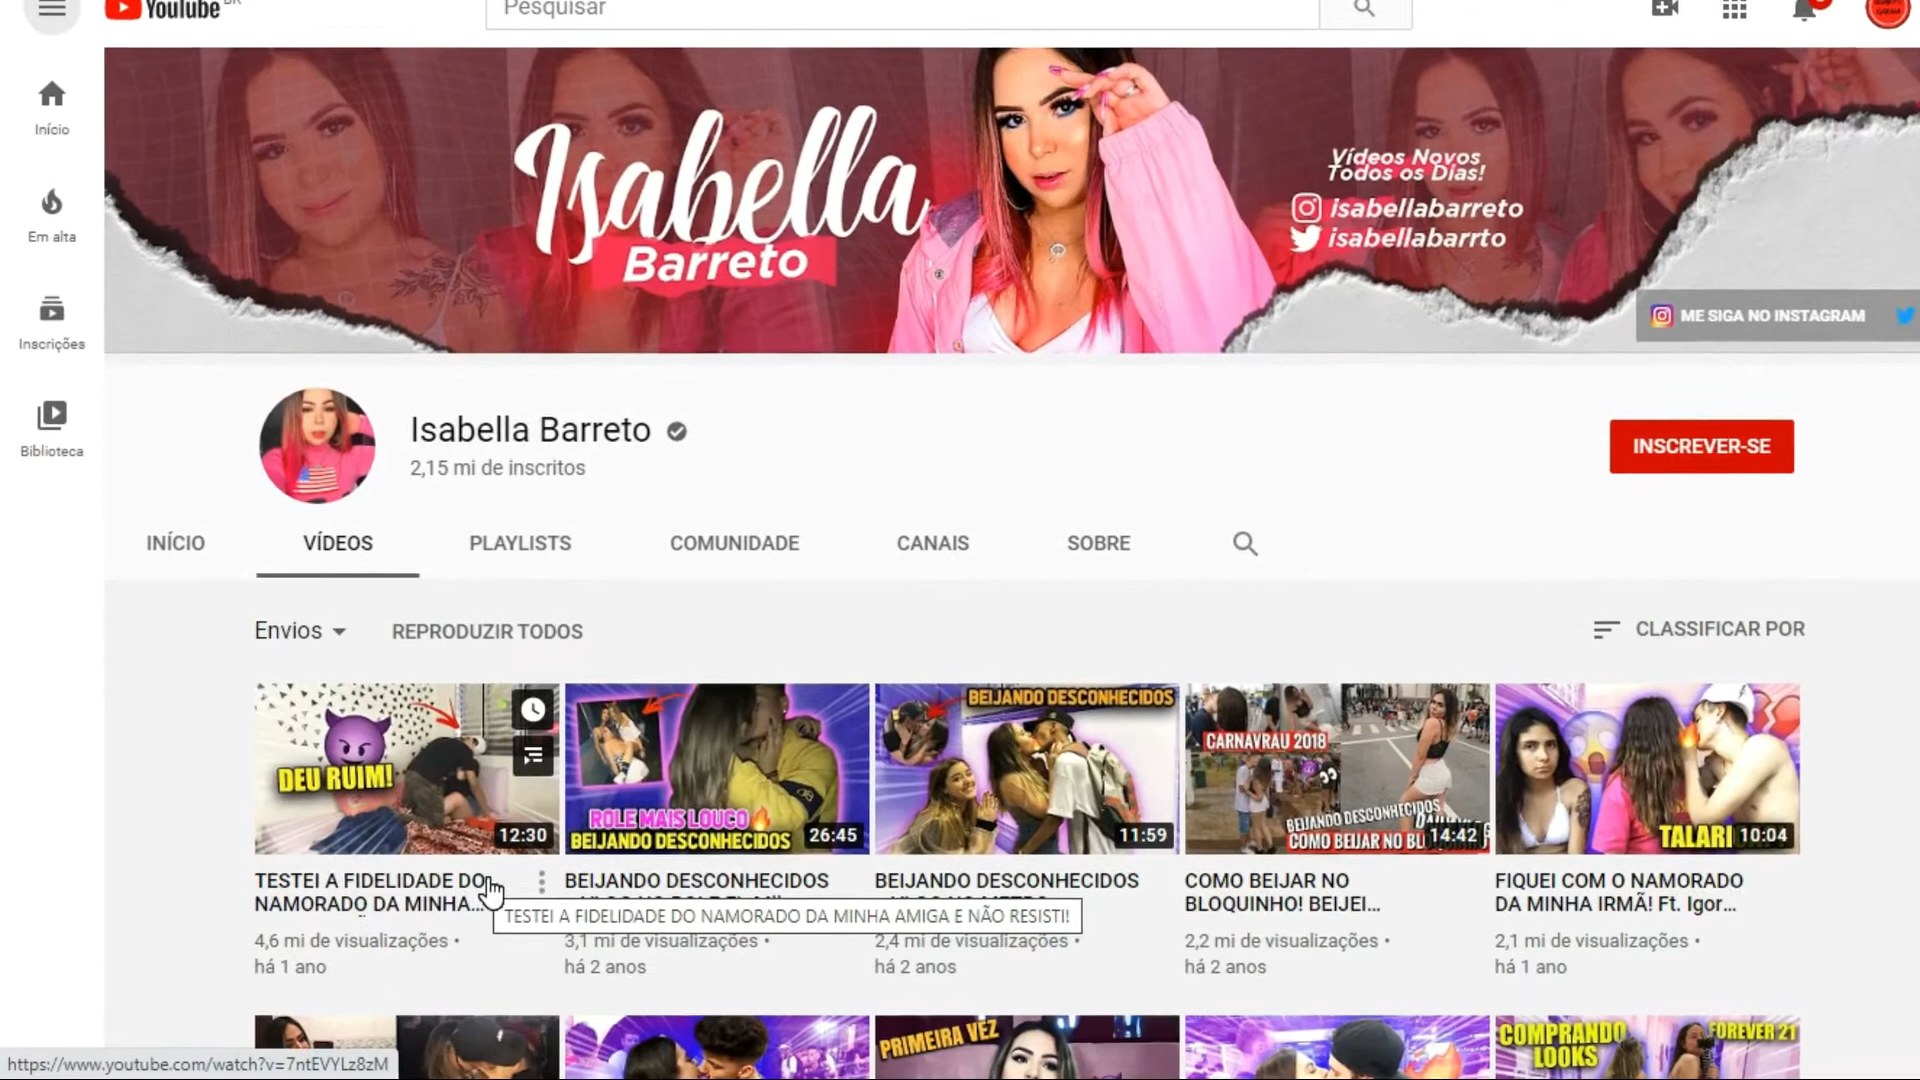 YouTube BR
Pesquisar
Início
Em alta
Inscrições
Biblioteca
Isabella
Barreto
Vídeos Novos
Todos os Dias!
isabellabarreto
isabellabarrto
ME SIGA NO INSTAGRAM
Isabella Barreto
2,15 mi de inscritos
INSCREVER-SE
INÍCIO
VÍDEOS
PLAYLISTS
COMUNIDADE
CANAIS
SOBRE
Envios
REPRODUZIR TODOS
CLASSIFICAR POR
DEU RUIM!
12:30
ROLE MAIS LOUCO
BEIJANDO DESCONHECIDOS
26:45
BEIJANDO DESCONHECIDOS
11:59
CARNAVRAU 2018
BEIJANDO DESCONHECIDOS
COMO BEIJAR NO
14:42
TALARI
10:04
TESTEI A FIDELIDADE DO
NAMORADO DA MINHA...
4,6 mi de visualizações •
há 1 ano
BEIJANDO DESCONHECIDOS
3,1 mi de visualizações •
há 2 anos
BEIJANDO DESCONHECIDOS
2,4 mi de visualizações •
há 2 anos
COMO BEIJAR NO
BLOQUINHO! BEIJEI...
2,2 mi de visualizações •
há 2 anos
FIQUEI COM O NAMORADO
DA MINHA IRMÃ! Ft. Igor...
2,1 mi de visualizações •
há 1 ano
TESTEI A FIDELIDADE DO NAMORADO DA MINHA AMIGA E NÃO RESISTI!
PRIMEIRA VEZ
COMPRANDO
LOOKS
FOREVER 21
https://www.youtube.com/watch?v=7ntEVYLz8zM